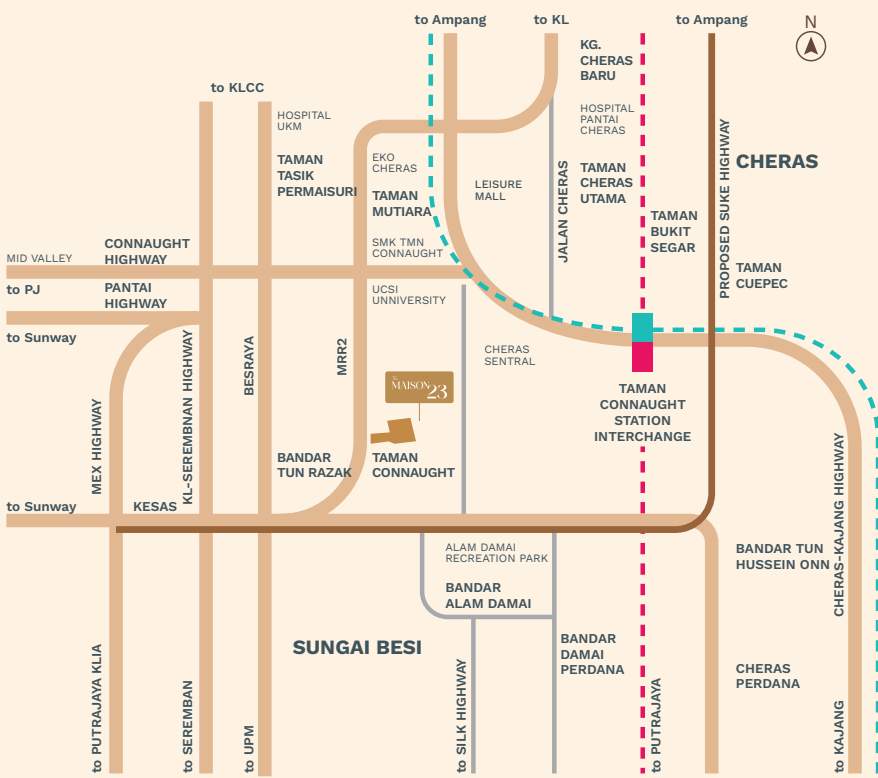 to Ampang
to KL
to Ampang
N
KG.
CHERAS
BARU
to KLCC
HOSPITAL
UKM
HOSPITAL
PANTAI
CHERAS
TAMAN
TASIK
PERMAISURI
EKO
CHERAS
CHERAS
TAMAN
MUTIARA
LEISURE
MALL
JALAN CHERAS
TAMAN
CHERAS
UTAMA
PROPOSED SUKE HIGHWAY
TAMAN
BUKIT
SEGAR
CONNAUGHT
HIGHWAY
MID VALLEY
SMK TMN
CONNAUGHT
TAMAN
CUEPEC
to PJ
PANTAI
HIGHWAY
UCSI
UNNIVERSITY
to Sunway
KL-SEREMBNAN HIGHWAY
BESRAYA
MRR2
CHERAS
SENTRAL
The
MAISON
23
TAMAN
CONNAUGHT
STATION
INTERCHANGE
MEX HIGHWAY
BANDAR
TUN RAZAK
TAMAN
CONNAUGHT
CHERAS-KAJANG HIGHWAY
to Sunway
KESAS
ALAM DAMAI
RECREATION PARK
BANDAR TUN
HUSSEIN ONN
BANDAR
ALAM DAMAI
SUNGAI BESI
BANDAR
DAMAI
PERDANA
CHERAS
PERDANA
to PUTRAJAYA KLIA
to SEREMBAN
to UPM
to SILK HIGHWAY
to PUTRAJAYA
to KAJANG